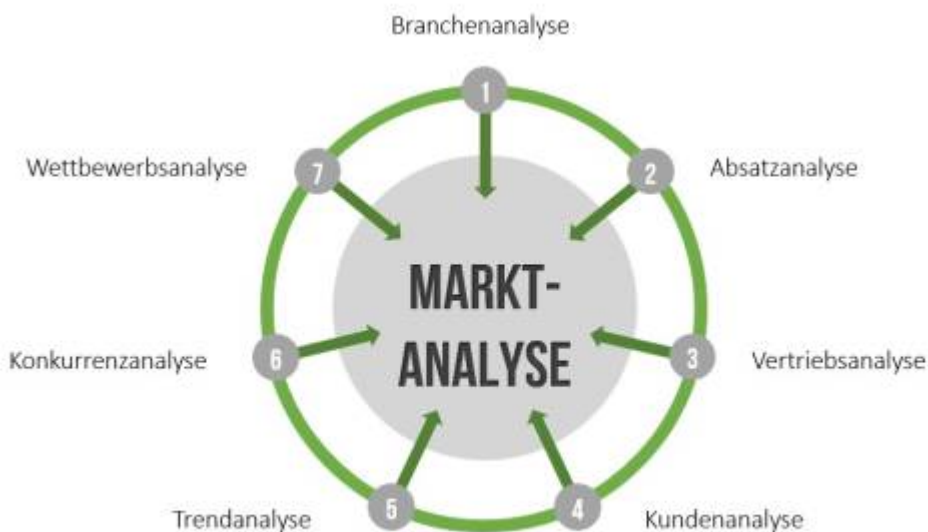 Branchenanalyse
1
7
2
Wettbewerbsanalyse
Absatzanalyse
MARKT-
ANALYSE
6
3
Konkurrenzanalyse
Vertriebsanalyse
5
4
Trendanalyse
Kundenanalyse